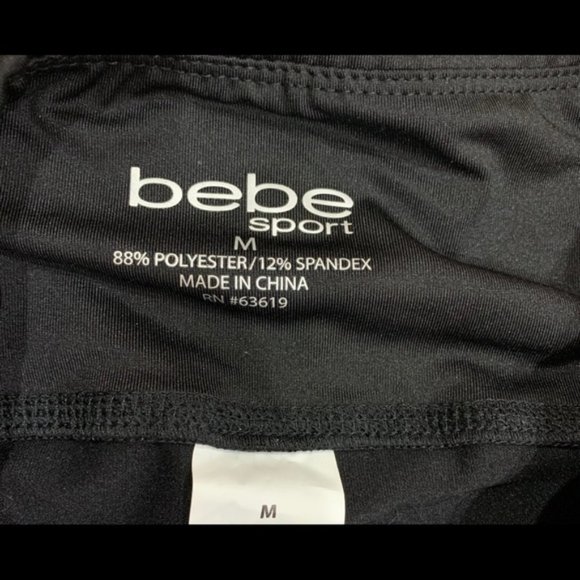 bebe
sport
M
88% POLYESTER/12% SPANDEX
MADE IN CHINA
RN #63619
M